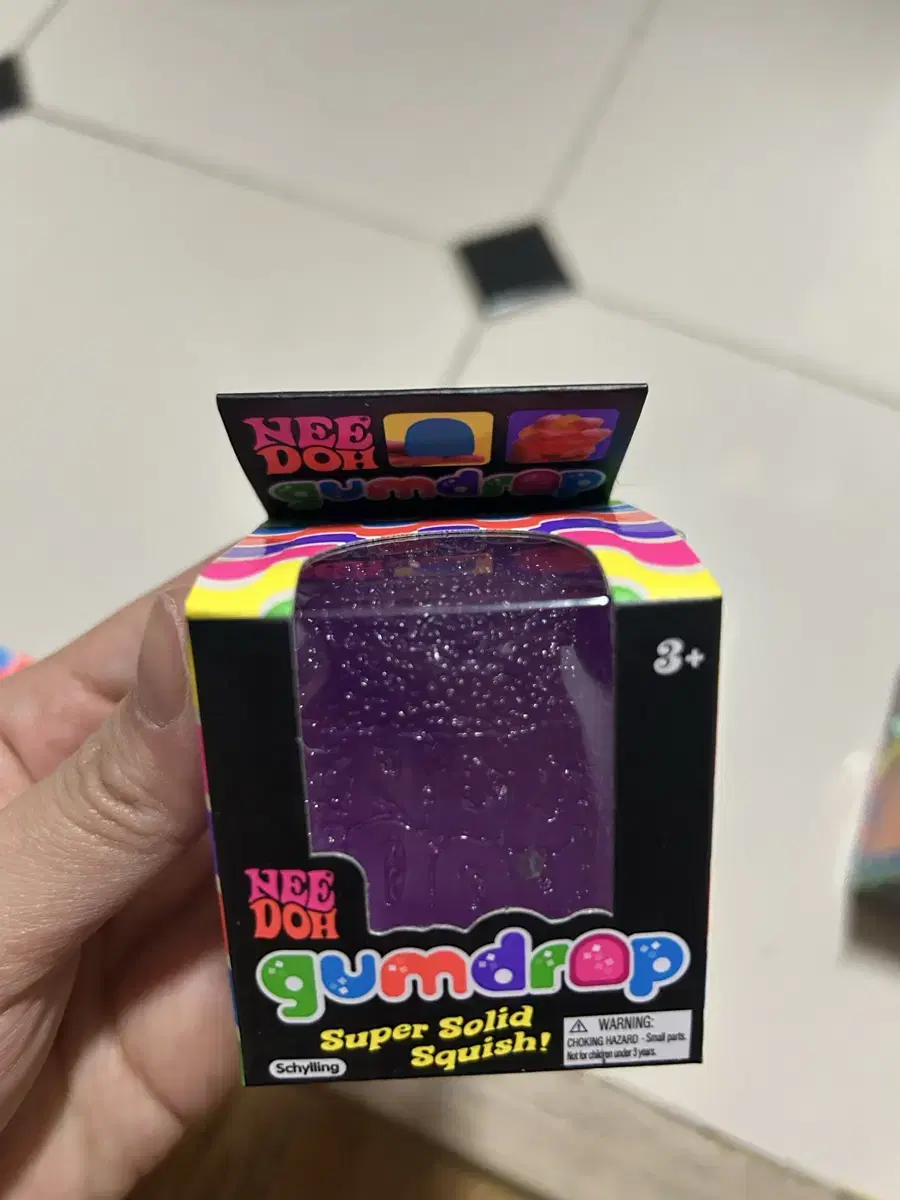 NEE
DOH
gumdrop
3+
NEE
DOH
gumdrop
Super Solid
Squish!
Schylling
WARNING:
CHOKING HAZARD - Small parts.
Not for children under 3 years.